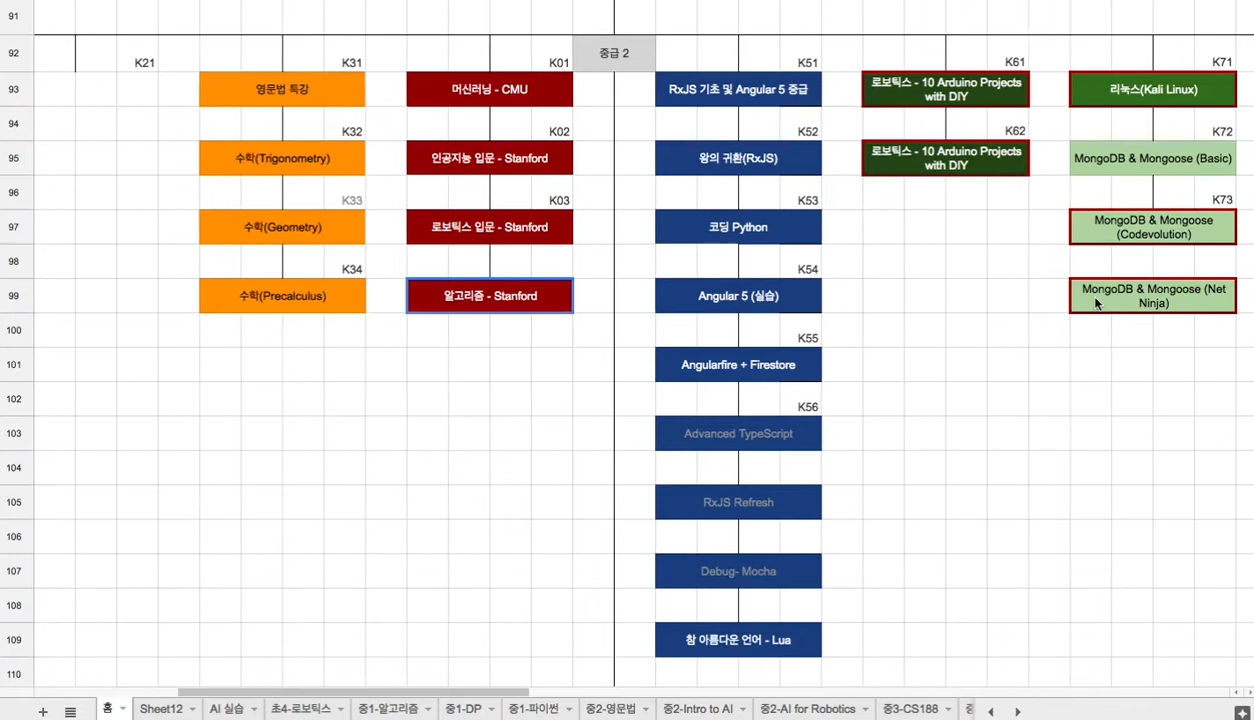 91
92
중급 2
K21
K31
K01
K51
K61
K71
93
영문법 특강
머신러닝 - CMU
RxJS 기초 및 Angular 5 중급
로보틱스 - 10 Arduino Projects
with DIY
리눅스(Kali Linux)
94
K32
K02
K52
K62
K72
95
수학(Trigonometry)
인공지능 입문 - Stanford
왕의 귀환(RxJS)
로보틱스 - 10 Arduino Projects
with DIY
MongoDB & Mongoose (Basic)
96
K33
K03
K53
K73
97
수학(Geometry)
로보틱스 입문 - Stanford
코딩 Python
MongoDB & Mongoose
(Codevolution)
98
K34
K54
99
수학(Precalculus)
알고리즘 - Stanford
Angular 5 (실습)
MongoDB & Mongoose (Net
Ninja)
100
K55
101
Angularfire + Firestore
102
K56
103
Advanced TypeScript
104
105
RxJS Refresh
106
107
Debug- Mocha
108
109
참 아름다운 언어 - Lua
110
홈
Sheet12
AI 실습
초4-로보틱스
중1-알고리즘
중1-DP
중1-파이썬
중2-영문법
중2-Intro to AI
중2-AI for Robotics
중3-CS188